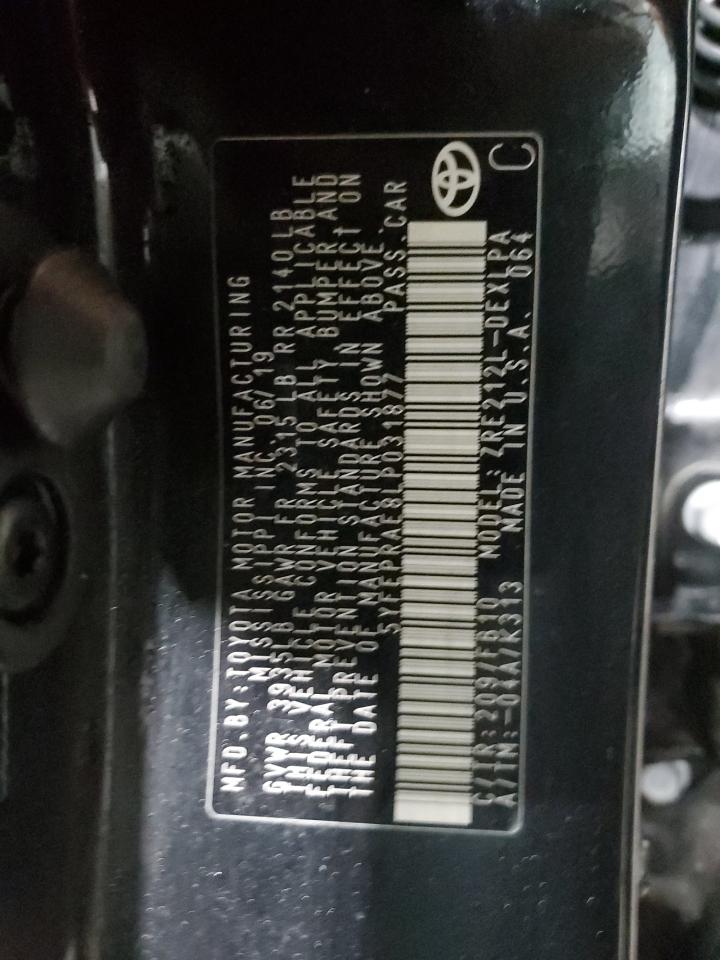 MFD.BY:TOYOTA MOTOR MANUFACTURING
MISSISSIPPI INC. 06/19
GVWR 3935LB GAWR FR 2315 LB RR 2140 LB
THIS VEHICLE CONFORMS TO ALL APPLICABLE
FEDERAL MOTOR VEHICLE SAFETY, BUMPER AND
THEFT PREVENTION STANDARDS IN EFFECT ON
THE DATE OF MANUFACTURE SHOWN ABOVE.
5YFEPRAE8LP031877 PASS.CAR
C/TR:209/FB10 MODEL:ZRE212L-DEXLPA
A/TM:-01A/K313 MADE IN U.S.A. 064
C